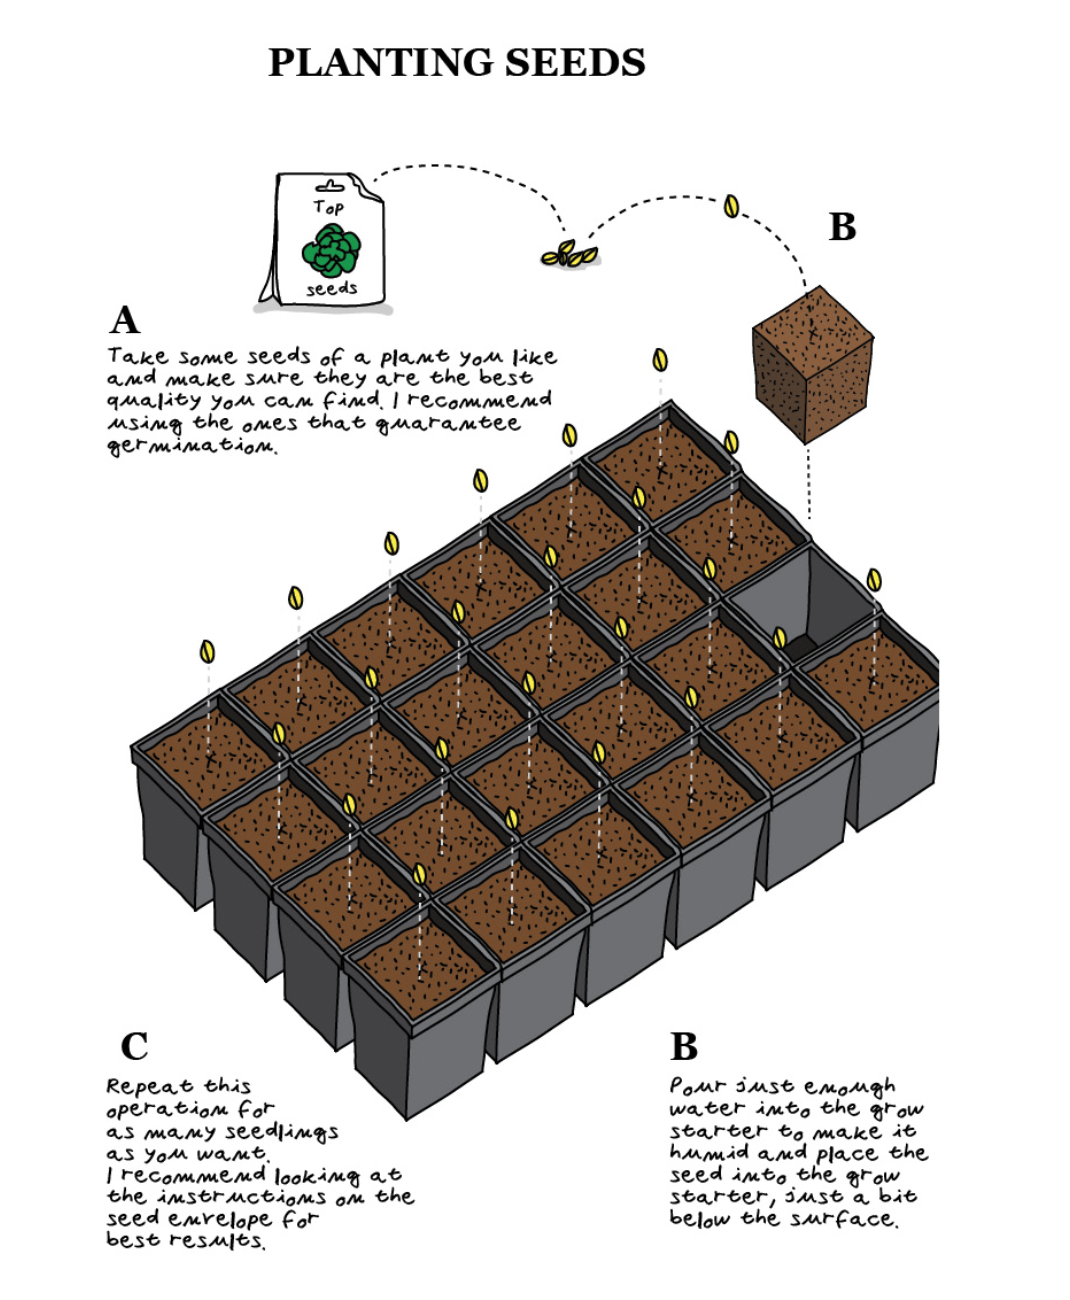 PLANTING SEEDS
Top
seeds
B
A
Take some seeds of a plant you like
and make sure they are the best
quality you can find. I recommend
using the ones that guarantee
germination.
C
Repeat this
operation for
as many seedlings
as you want.
I recommend looking at
the instructions on the
seed envelope for
best results.
B
Pour just enough
water into the grow
starter to make it
humid and place the
seed into the grow
starter, just a bit
below the surface.